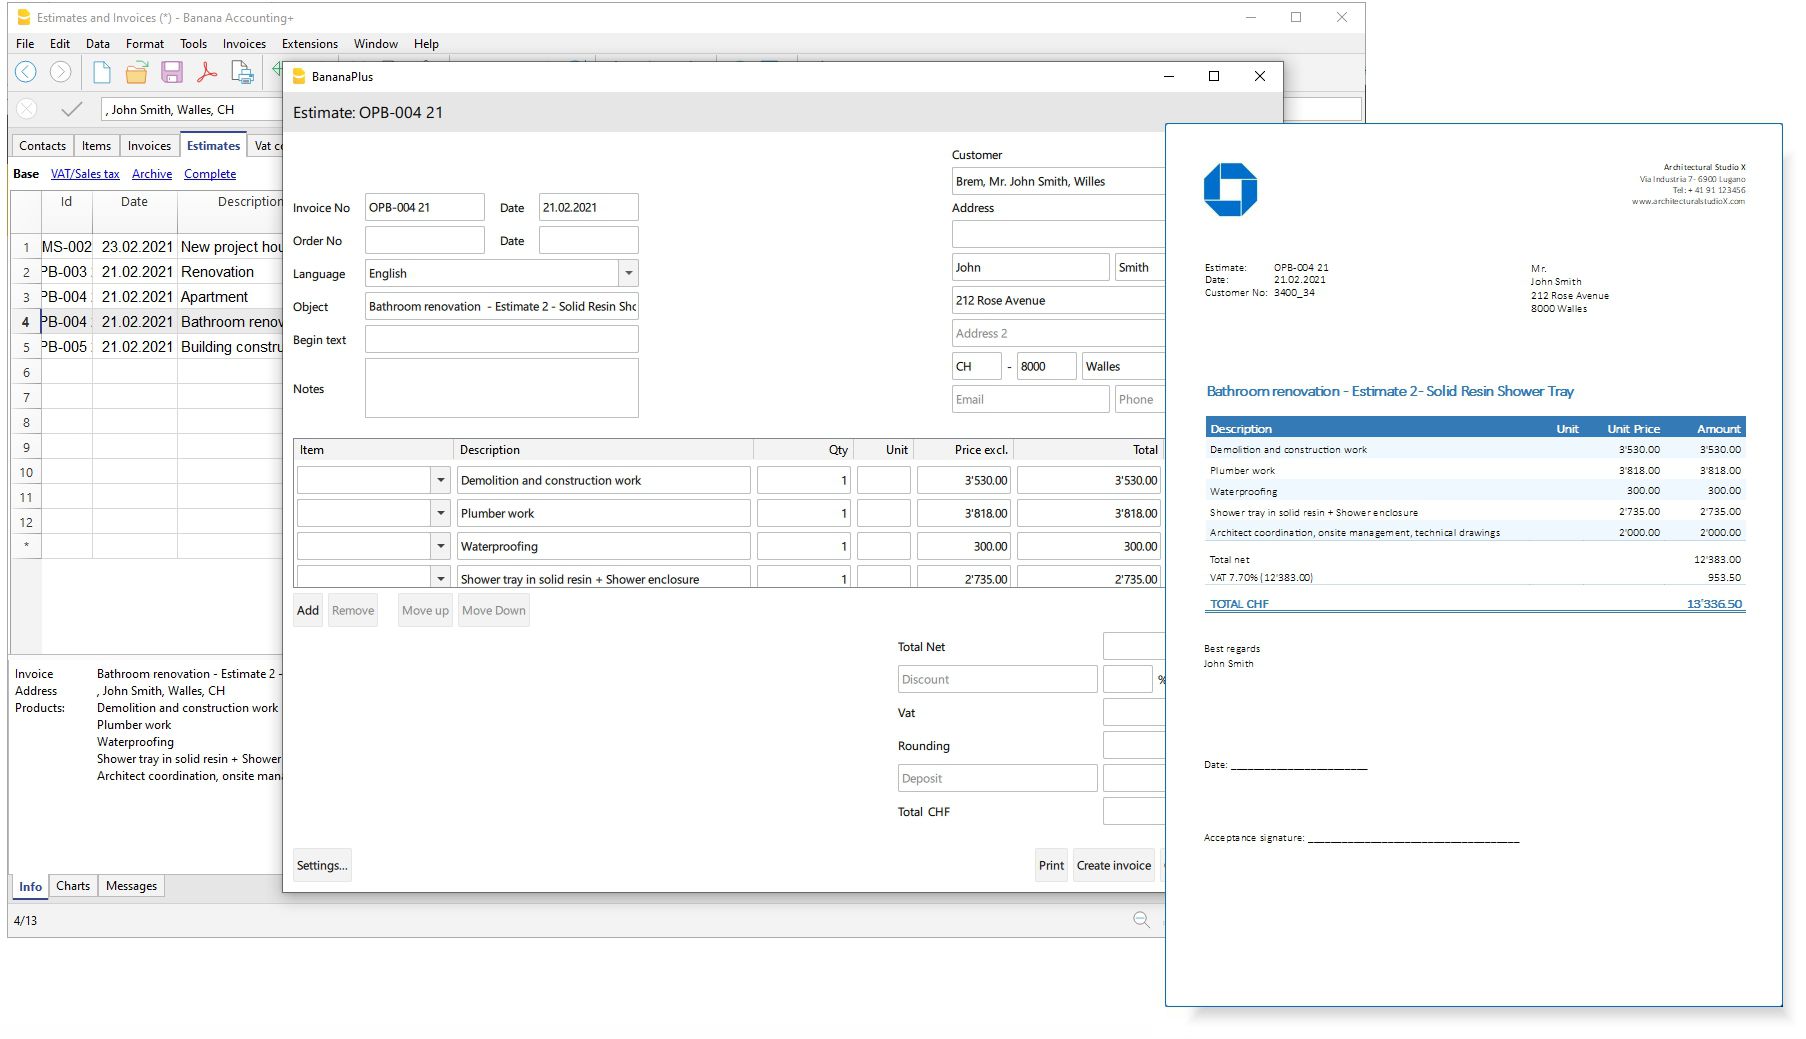 Estimates and Invoices (*) - Banana Accounting+
File Edit Data Format Tools Invoices Extensions Window Help
, John Smith, Walles, CH
Contacts Items Invoices Estimates Vat
Base VAT/Sales tax Archive Complete
Id Date Description
1 MS-002 23.02.2021 New project
2 PB-003 21.02.2021 Renovation
3 PB-004 21.02.2021 Apartment
4 PB-004 21.02.2021 Bathroom
5 PB-005 21.02.2021 Building
6
7
8
9
10
11
12
*
Invoice Bathroom renovation - Estimate 2 -
Address , John Smith, Walles, CH
Products: Demolition and construction work
Plumber work
Waterproofing
Shower tray in solid resin + Shower
Architect coordination, onsite
Info Charts Messages
4/13
BananaPlus
Estimate: OPB-004 21
Invoice No OPB-004 21 Date 21.02.2021
Order No Date
Language English
Object Bathroom renovation - Estimate 2 - Solid Resin
Begin text
Notes
Customer
Brem, Mr. John Smith, Willes
Address
John Smith
212 Rose Avenue
Address 2
CH - 8000 Walles
Email Phone
Item Description Qty Unit Price excl. Total
Demolition and construction work 1 3'530.00 3'530.00
Plumber work 1 3'818.00 3'818.00
Waterproofing 1 300.00 300.00
Shower tray in solid resin + Shower enclosure 1 2'735.00 2'735.00
Add Remove Move up Move Down
Total Net
Discount %
Vat
Rounding
Deposit
Total CHF
Settings... Print Create invoice
Architectural Studio X
Via Industria 7 - 6900 Lugano
Tel: + 41 91 123456
www.architecturalstudioX.com
Estimate: OPB-004 21
Date: 21.02.2021
Customer No: 3400_34
Mr.
John Smith
212 Rose Avenue
8000 Walles
Bathroom renovation - Estimate 2- Solid Resin Shower Tray
Description Unit Unit Price Amount
Demolition and construction work 3'530.00 3'530.00
Plumber work 3'818.00 3'818.00
Waterproofing 300.00 300.00
Shower tray in solid resin + Shower enclosure 2'735.00 2'735.00
Architect coordination, onsite management, technical drawings 2'000.00 2'000.00
Total net 12'383.00
VAT 7.70% (12'383.00) 953.50
TOTAL CHF 13'336.50
Best regards
John Smith
Date: ________________________
Acceptance signature: _____________________________________